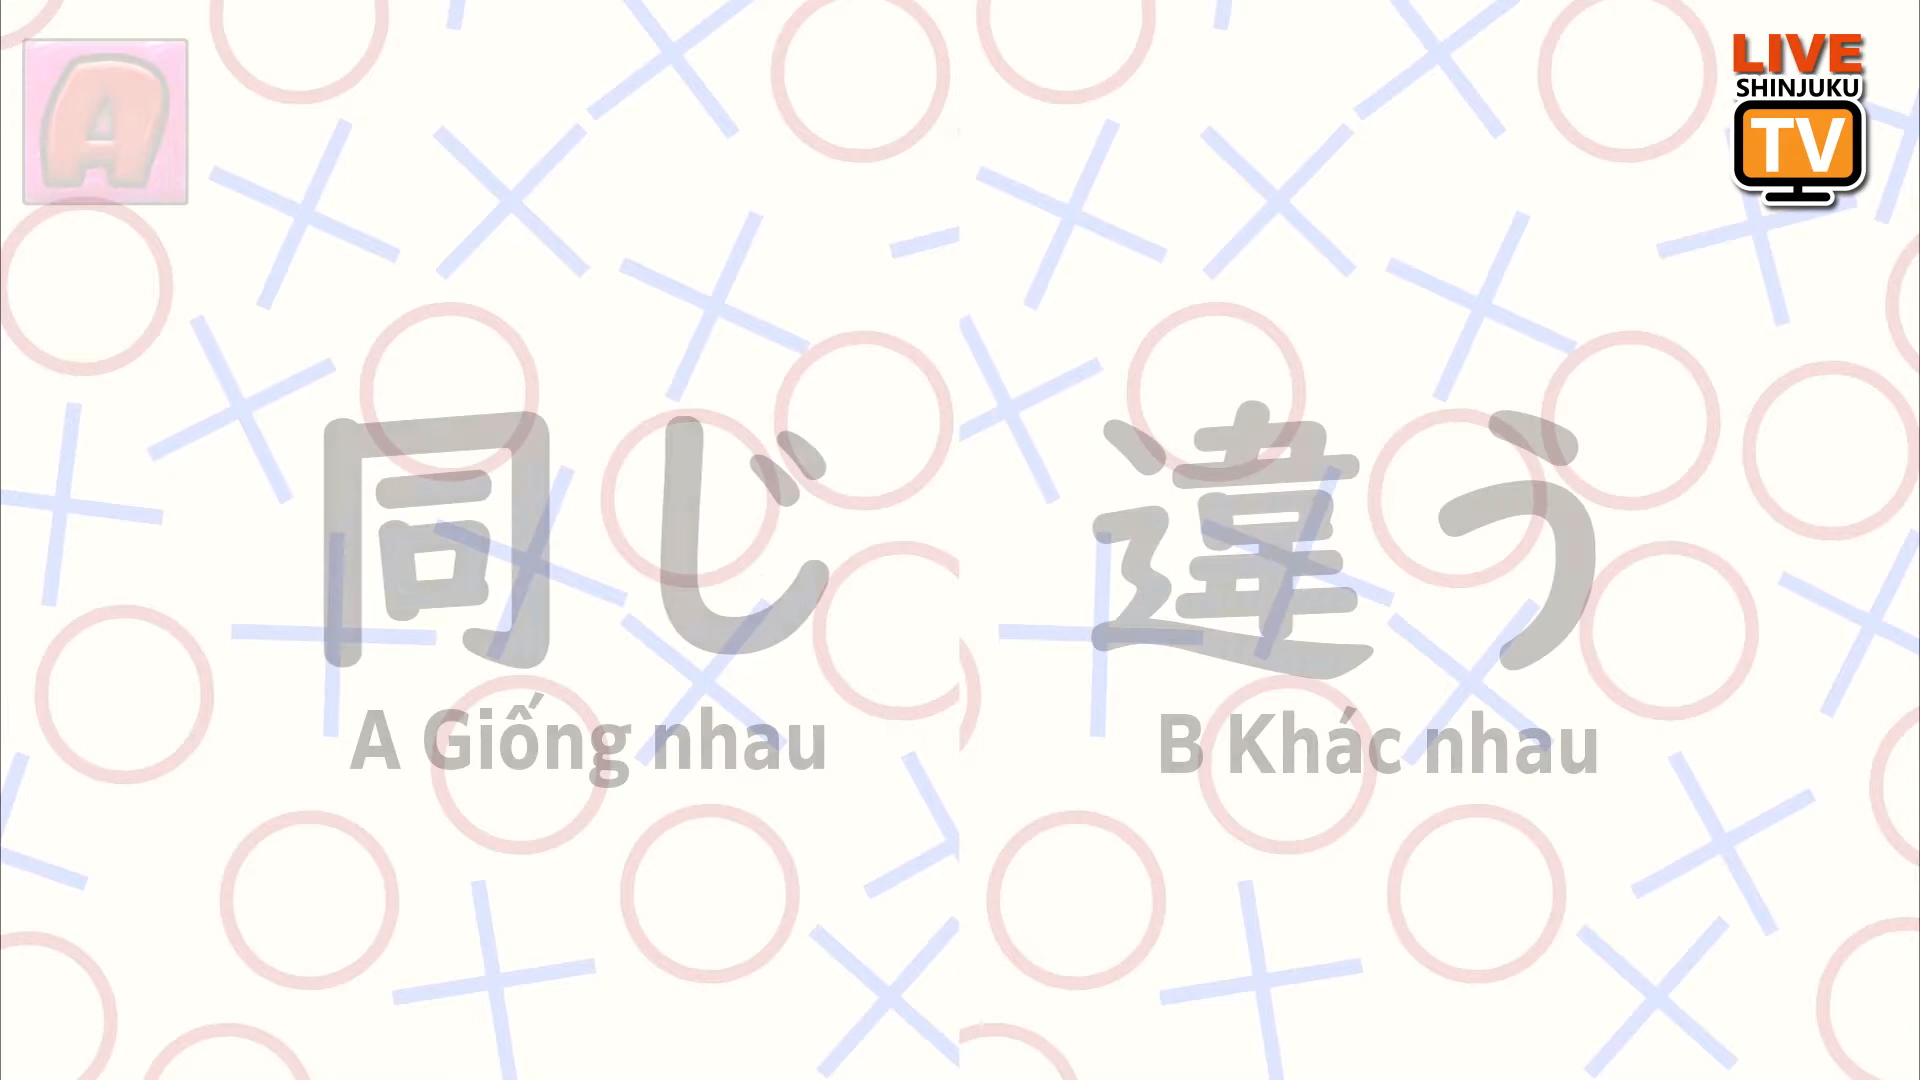 A
LIVE
SHINJUKU
TV
同じ
A Giống nhau
違う
B Khác nhau